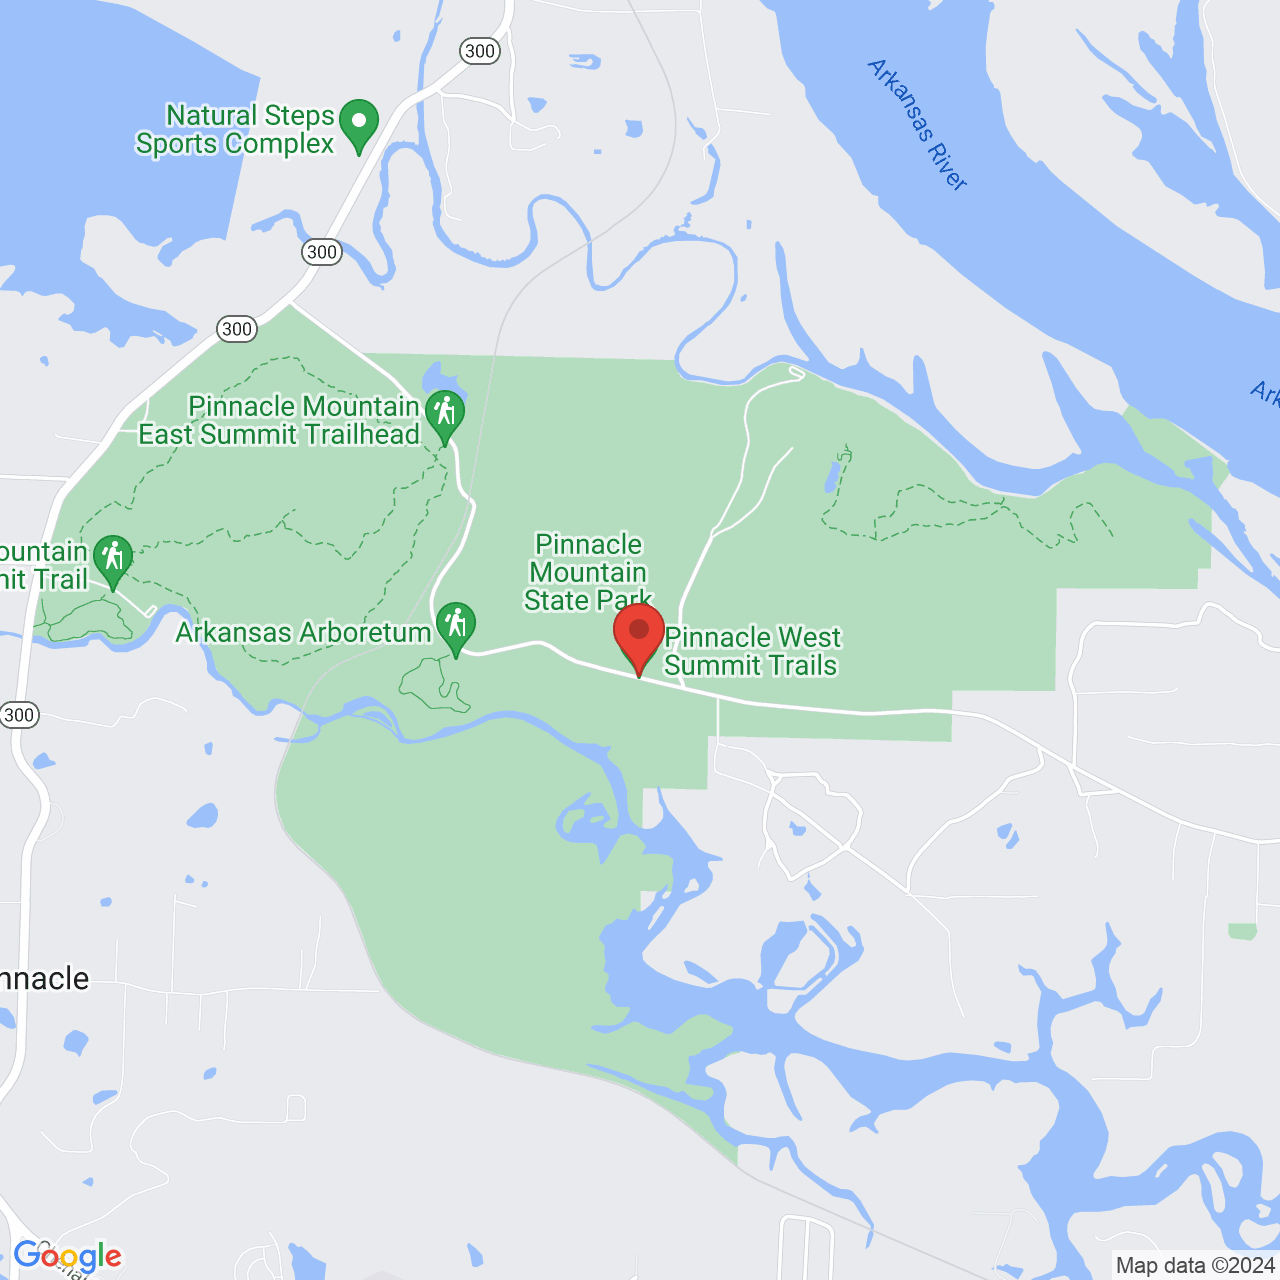 300
Arkansas River
Natural Steps
Sports Complex
300
300
Pinnacle Mountain
East Summit Trailhead
ountain
nit Trail
Pinnacle
Mountain
State Park
Arkansas Arboretum
Pinnacle West
Summit Trails
300
nnacle
Google
Map data ©2024